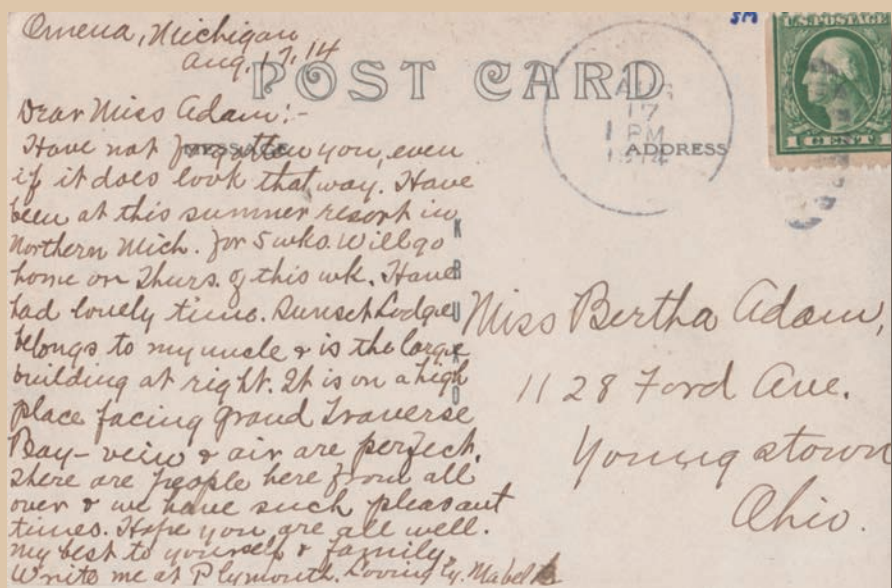 Omena, Michigan
Aug. 17, 14
POST CARD
Dear Miss Adam:-
MESSAGE
Have not forgotten you, even
if it does look that way. Have
been at this summer resort in
Northern Mich. for 5 wks. Will go
home on Thurs. of this wk. Have
had lovely time. Sunset Lodge
belongs to my uncle & is the large
building at right. It is on a high
place facing Grand Traverse
Bay - veiw & air are perfect.
There are people here from all
over & we have such pleasant
times. Hope you are all well.
My best to yourself & family.
Write me at Plymouth. Lovingly, Mabel
KRUXO
SM
AUG
17
1 PM
1914
ADDRESS
U.S. POSTAGE
1 CENT 1
Miss Bertha Adam,
1128 Ford Ave.
Youngstown
Ohio.